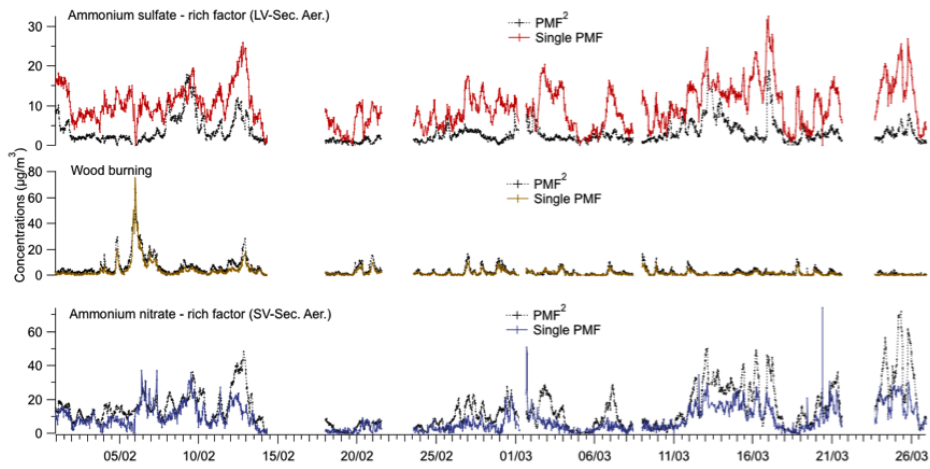 Ammonium sulfate - rich factor (LV-Sec. Aer.)
PMF²
Single PMF
30
20
10
0
Concentrations (µg/m³)
Wood burning
PMF²
Single PMF
80
60
40
20
0
Ammonium nitrate - rich factor (SV-Sec. Aer.)
PMF²
Single PMF
60
40
20
0
05/02 10/02 15/02 20/02 25/02 01/03 06/03 11/03 16/03 21/03 26/03